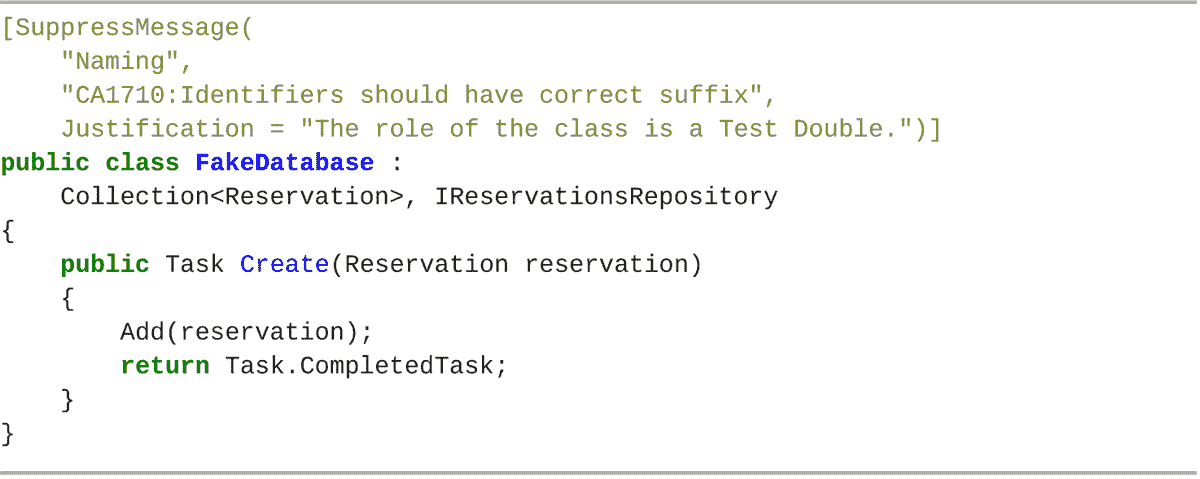 [SuppressMessage(
    "Naming",
    "CA1710:Identifiers should have correct suffix",
    Justification = "The role of the class is a Test Double.")]
public class FakeDatabase :
    Collection<Reservation>, IReservationsRepository
{
    public Task Create(Reservation reservation)
    {
        Add(reservation);
        return Task.CompletedTask;
    }
}